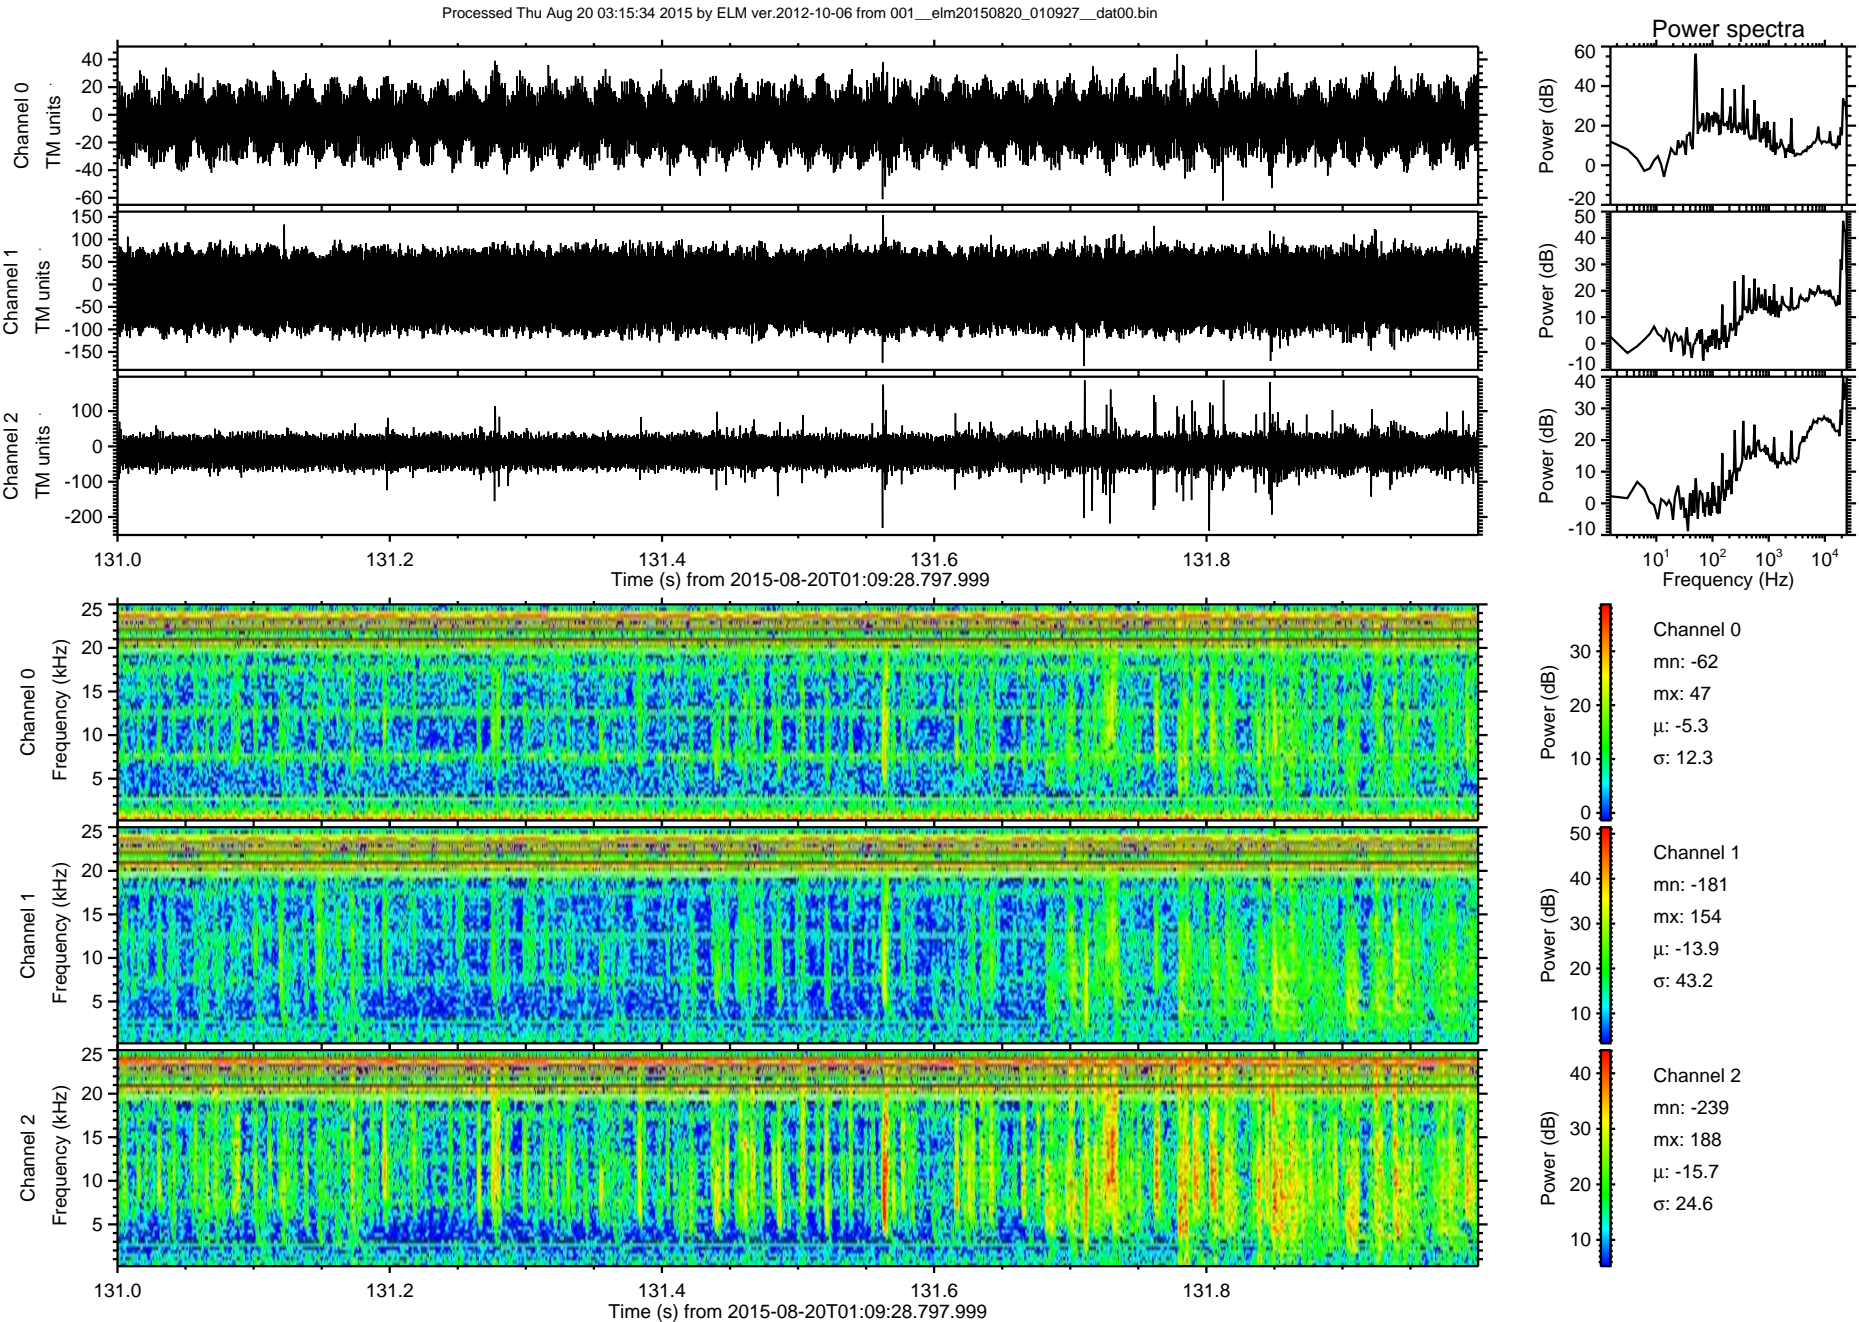 Processed Thu Aug 20 03:15:34 2015 by ELM ver.2012-10-06 from 001__elm20150820_010927__dat00.bin
Power spectra
Channel 0
TM units
40
20
0
-20
-40
-60
Power (dB)
60
40
20
0
-20
Channel 1
TM units
150
100
50
0
-50
-100
-150
Power (dB)
50
40
30
20
10
0
-10
Channel 2
TM units
100
0
-100
-200
Power (dB)
40
30
20
10
0
-10
131.0 131.2 131.4 131.6 131.8
Time (s) from 2015-08-20T01:09:28.797.999
10^1 10^2 10^3 10^4
Frequency (Hz)
Channel 0
Frequency (kHz)
25
20
15
10
5
Power (dB)
30
20
10
0
Channel 0
mn: -62
mx: 47
μ: -5.3
σ: 12.3
Channel 1
Frequency (kHz)
25
20
15
10
5
Power (dB)
50
40
30
20
10
Channel 1
mn: -181
mx: 154
μ: -13.9
σ: 43.2
Channel 2
Frequency (kHz)
25
20
15
10
5
Power (dB)
40
30
20
10
Channel 2
mn: -239
mx: 188
μ: -15.7
σ: 24.6
131.0 131.2 131.4 131.6 131.8
Time (s) from 2015-08-20T01:09:28.797.999